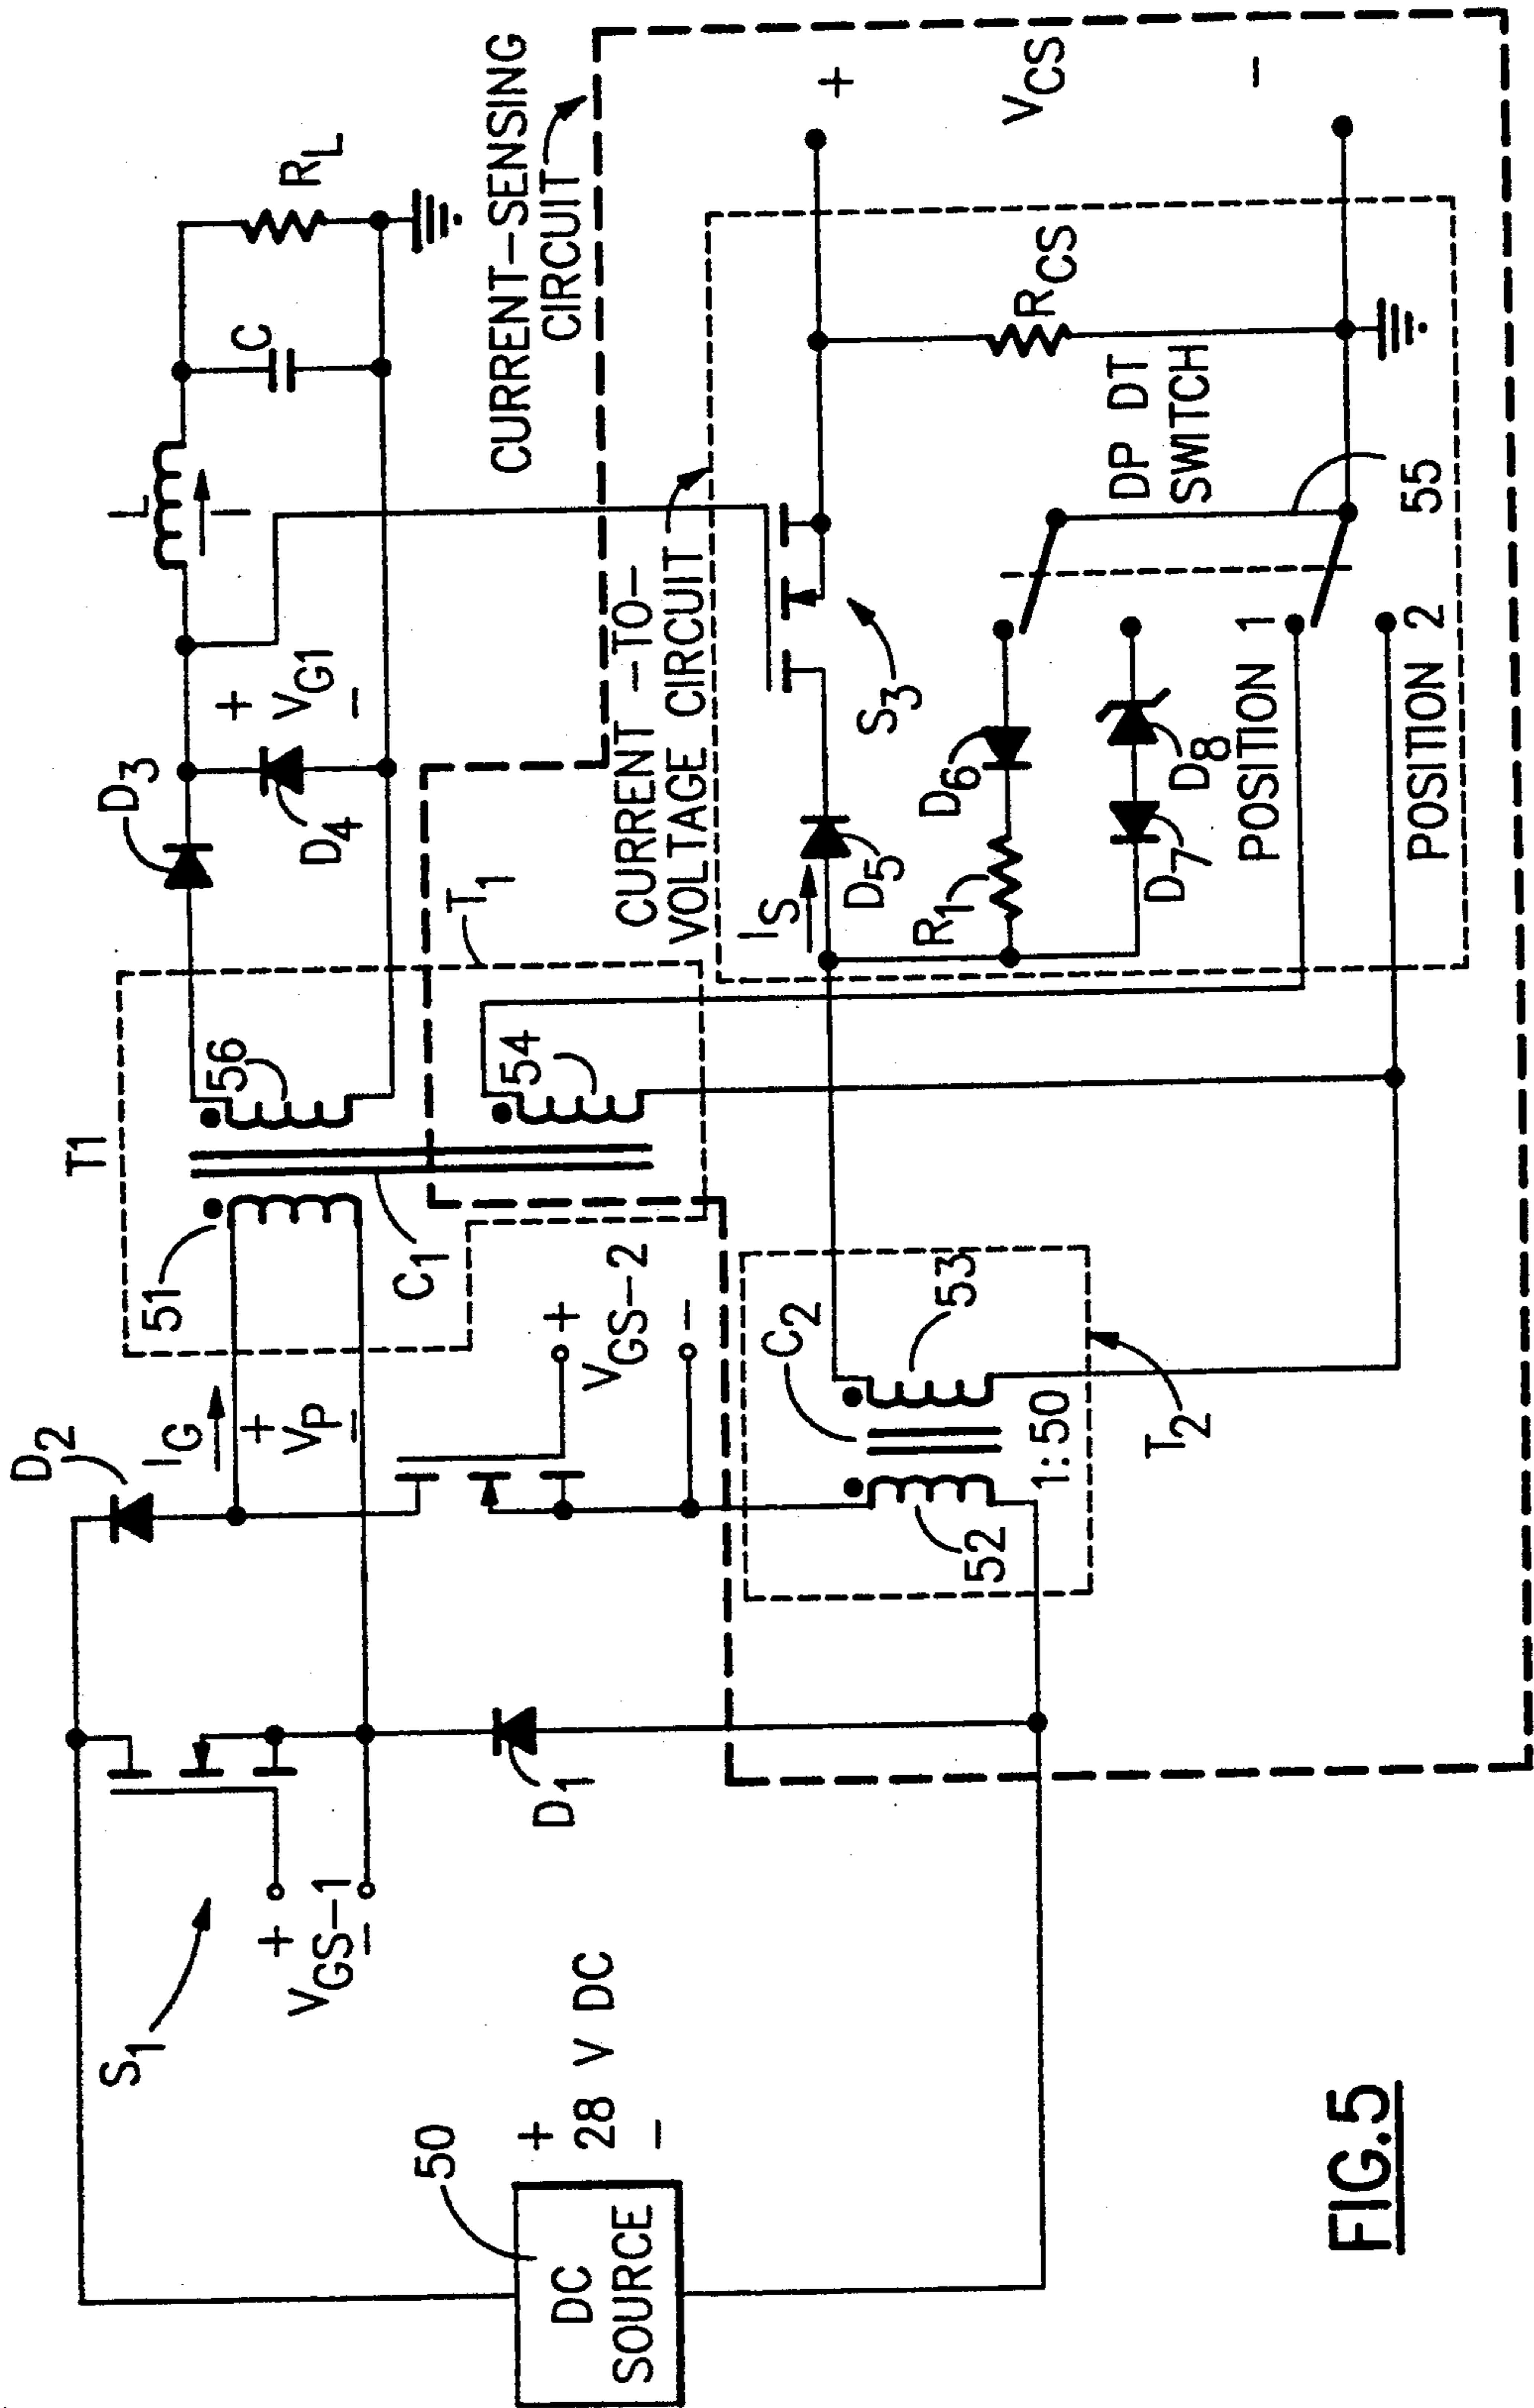 T1
D2
IG
+
VP
-
51
C1
56
54
T1
D3
D4
+
VG1
-
L
I
C
RL
S1
+
VGS-1
-
D1
+
VGS-2
-
50
DC
SOURCE
+
28 V DC
-
52
C2
53
1:50
T2
CURRENT-SENSING
CIRCUIT
CURRENT-TO-
VOLTAGE CIRCUIT
IS
D5
S3
R1
D6
D7
D8
DP DT
SWITCH
RCS
+
VCS
-
POSITION 1
POSITION 2
55
FIG.5